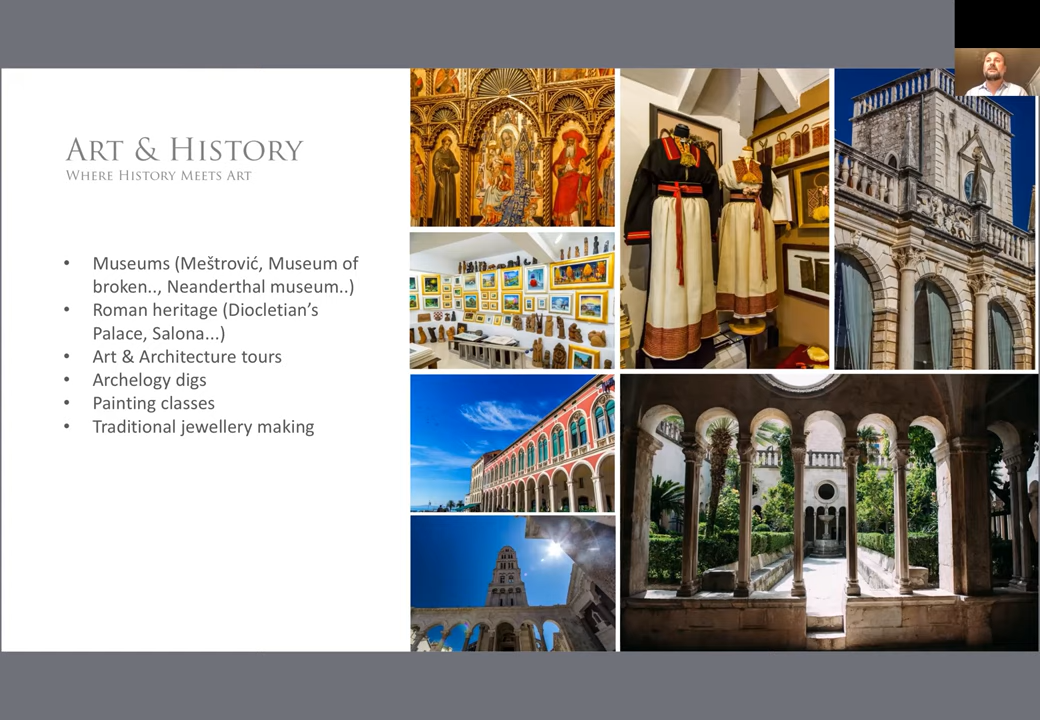 ART & HISTORY
WHERE HISTORY MEETS ART
• Museums (Meštrović, Museum of
broken.., Neanderthal museum..)
• Roman heritage (Diocletian’s
Palace, Salona...)
• Art & Architecture tours
• Archelogy digs
• Painting classes
• Traditional jewellery making